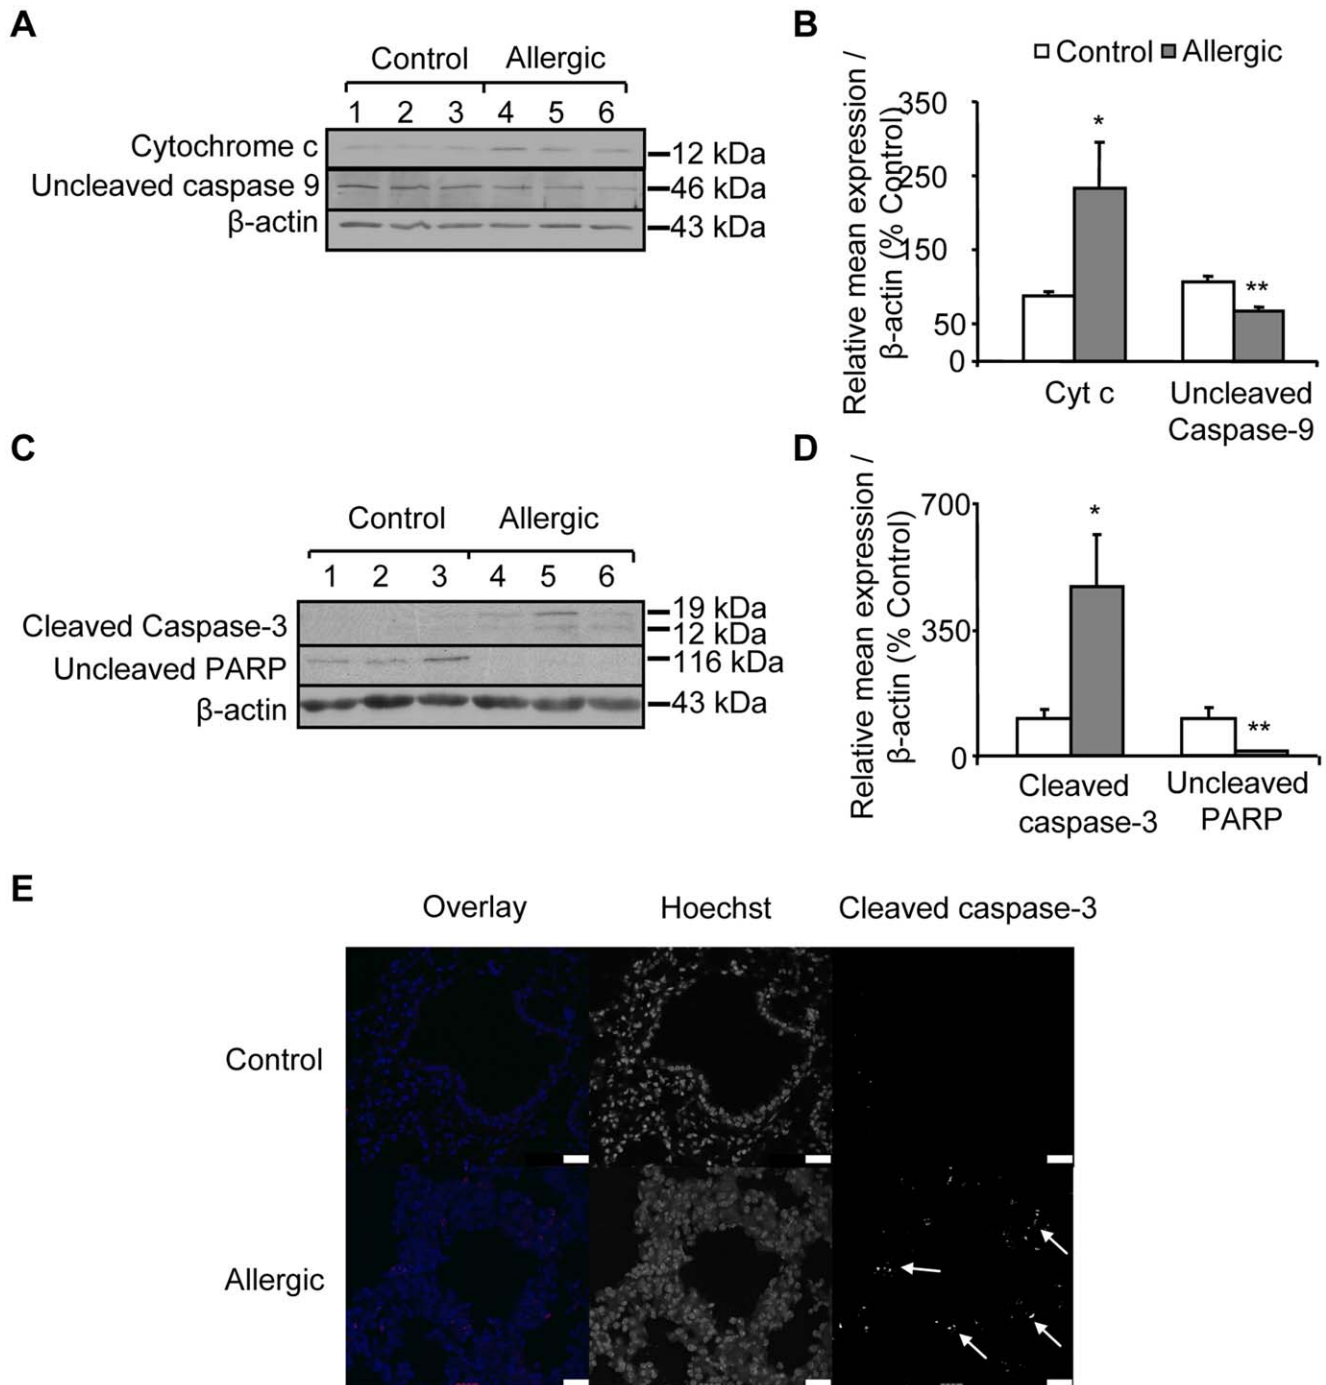 A
Control Allergic
1 2 3 4 5 6
Cytochrome c 12 kDa
Uncleaved caspase 9 46 kDa
β-actin 43 kDa
B
Control Allergic
Relative mean expression /
β-actin (% Control)
350
250
150
50
0
*
**
Cyt c Uncleaved
Caspase-9
C
Control Allergic
1 2 3 4 5 6
Cleaved Caspase-3 19 kDa
12 kDa
Uncleaved PARP 116 kDa
β-actin 43 kDa
D
Relative mean expression /
β-actin (% Control)
700
350
0
*
**
Cleaved Uncleaved
caspase-3 PARP
E
Overlay Hoechst Cleaved caspase-3
Control
Allergic